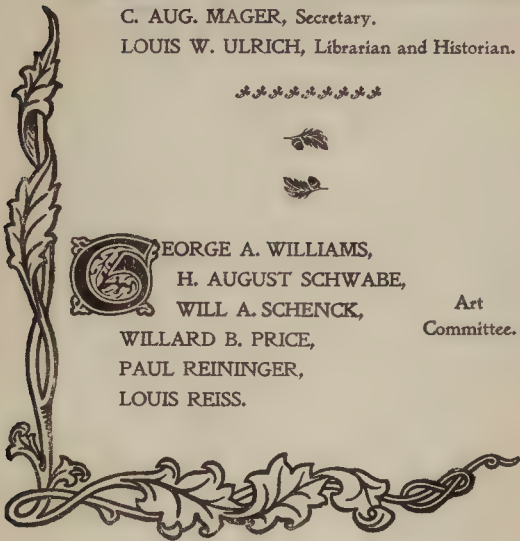 C. AUG. MAGER, Secretary.
LOUIS W. ULRICH, Librarian and Historian.
GEORGE A. WILLIAMS,
H. AUGUST SCHWABE,
WILL A. SCHENCK,
WILLARD B. PRICE,
PAUL REININGER,
LOUIS REISS.
Art
Committee.